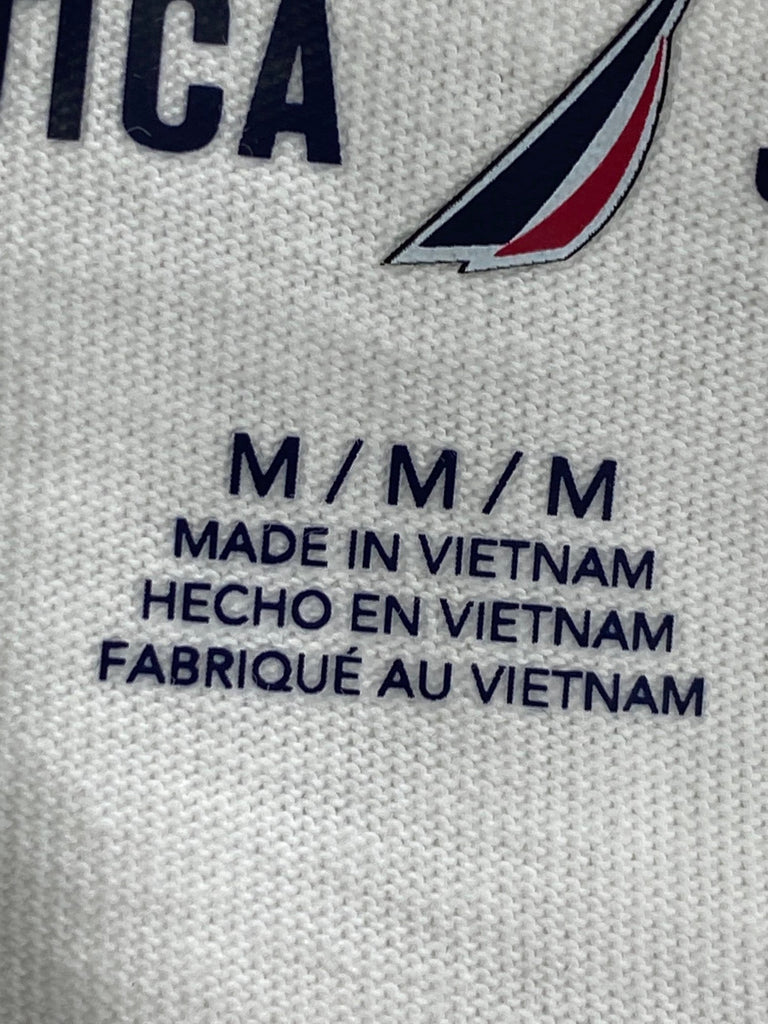 TICA
M / M / M
MADE IN VIETNAM
HECHO EN VIETNAM
FABRIQUÉ AU VIETNAM